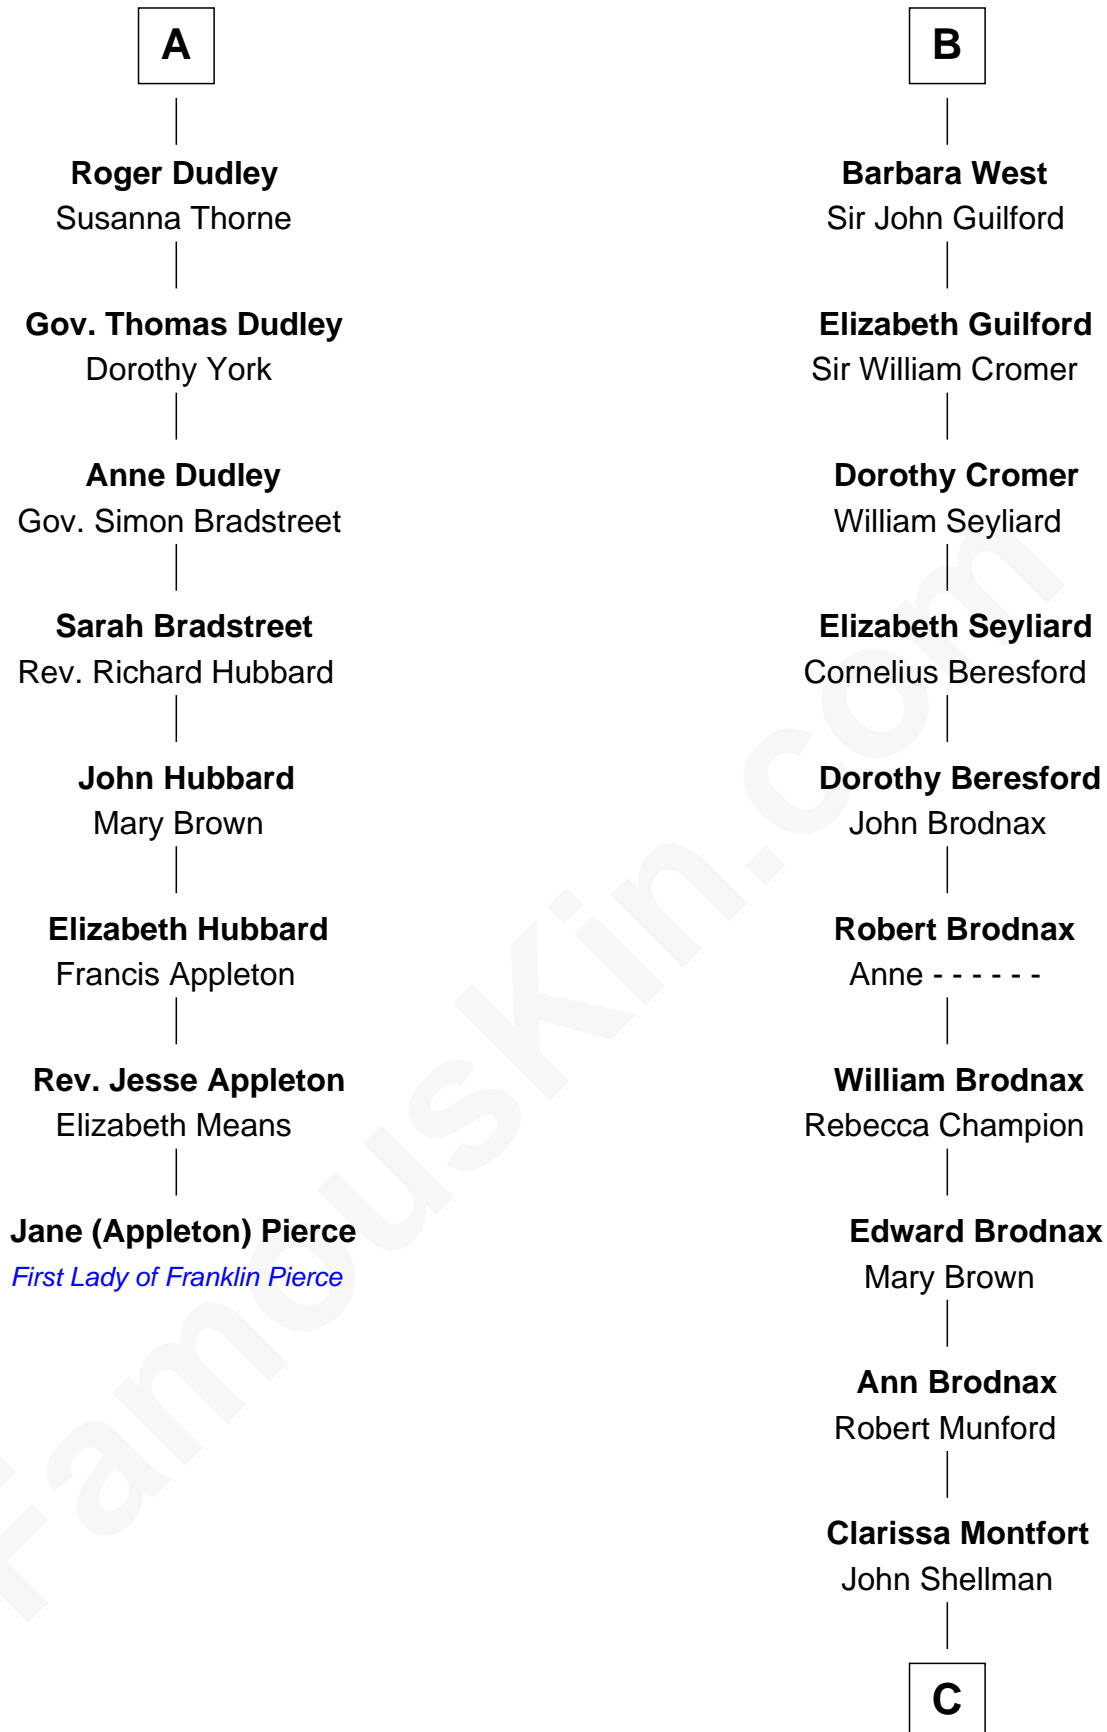 A
Roger Dudley
Susanna Thorne
Gov. Thomas Dudley
Dorothy York
Anne Dudley
Gov. Simon Bradstreet
Sarah Bradstreet
Rev. Richard Hubbard
John Hubbard
Mary Brown
Elizabeth Hubbard
Francis Appleton
Rev. Jesse Appleton
Elizabeth Means
Jane (Appleton) Pierce
First Lady of Franklin Pierce
B
Barbara West
Sir John Guilford
Elizabeth Guilford
Sir William Cromer
Dorothy Cromer
William Seyliard
Elizabeth Seyliard
Cornelius Beresford
Dorothy Beresford
John Brodnax
Robert Brodnax
Anne - - - - - -
William Brodnax
Rebecca Champion
Edward Brodnax
Mary Brown
Ann Brodnax
Robert Munford
Clarissa Montfort
John Shellman
C
FamousKin.com